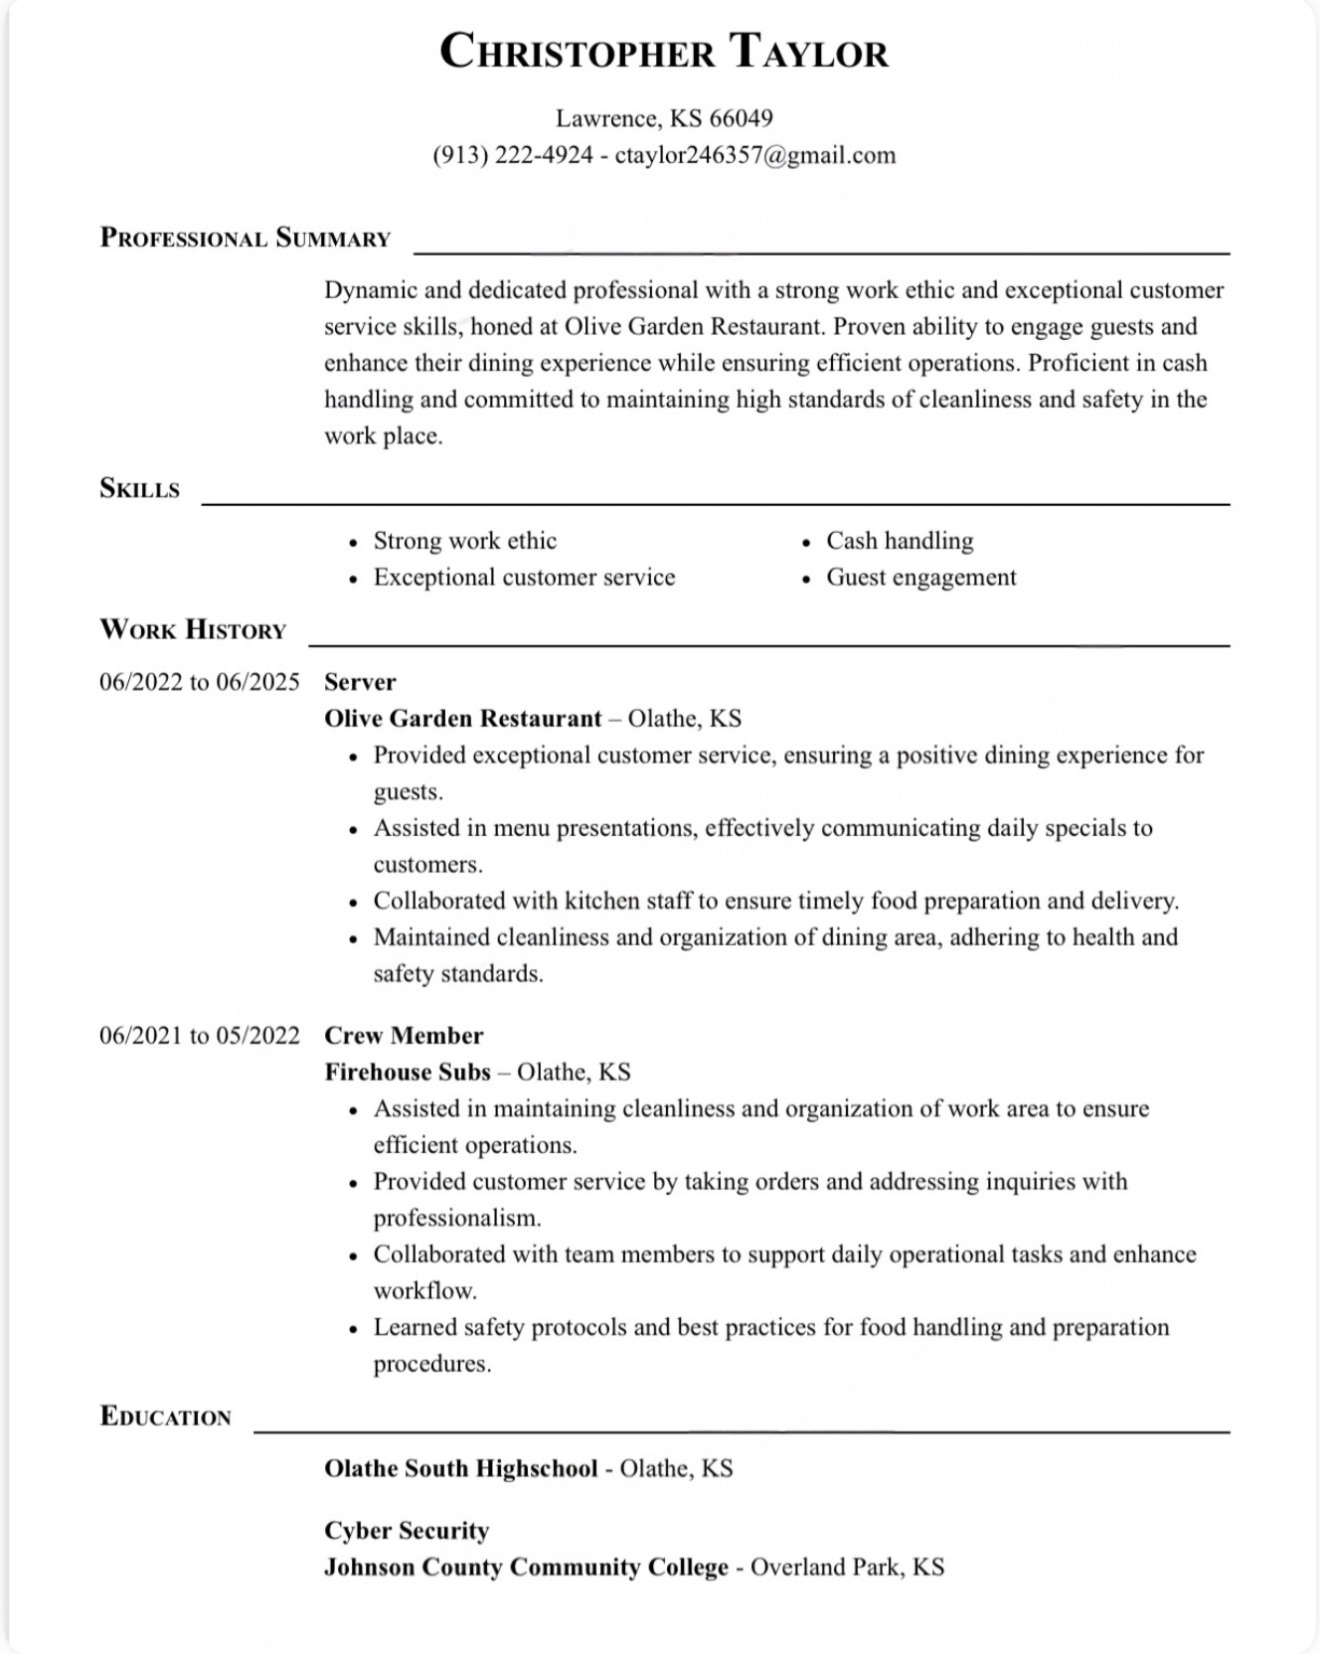 Christopher Taylor
Lawrence, KS 66049
(913) 222-4924 - ctaylor246357@gmail.com
Professional Summary
Dynamic and dedicated professional with a strong work ethic and exceptional customer
service skills, honed at Olive Garden Restaurant. Proven ability to engage guests and
enhance their dining experience while ensuring efficient operations. Proficient in cash
handling and committed to maintaining high standards of cleanliness and safety in the
work place.
Skills
• Strong work ethic
• Exceptional customer service
• Cash handling
• Guest engagement
Work History
06/2022 to 06/2025 Server
Olive Garden Restaurant – Olathe, KS
• Provided exceptional customer service, ensuring a positive dining experience for
guests.
• Assisted in menu presentations, effectively communicating daily specials to
customers.
• Collaborated with kitchen staff to ensure timely food preparation and delivery.
• Maintained cleanliness and organization of dining area, adhering to health and
safety standards.
06/2021 to 05/2022 Crew Member
Firehouse Subs – Olathe, KS
• Assisted in maintaining cleanliness and organization of work area to ensure
efficient operations.
• Provided customer service by taking orders and addressing inquiries with
professionalism.
• Collaborated with team members to support daily operational tasks and enhance
workflow.
• Learned safety protocols and best practices for food handling and preparation
procedures.
Education
Olathe South Highschool - Olathe, KS
Cyber Security
Johnson County Community College - Overland Park, KS